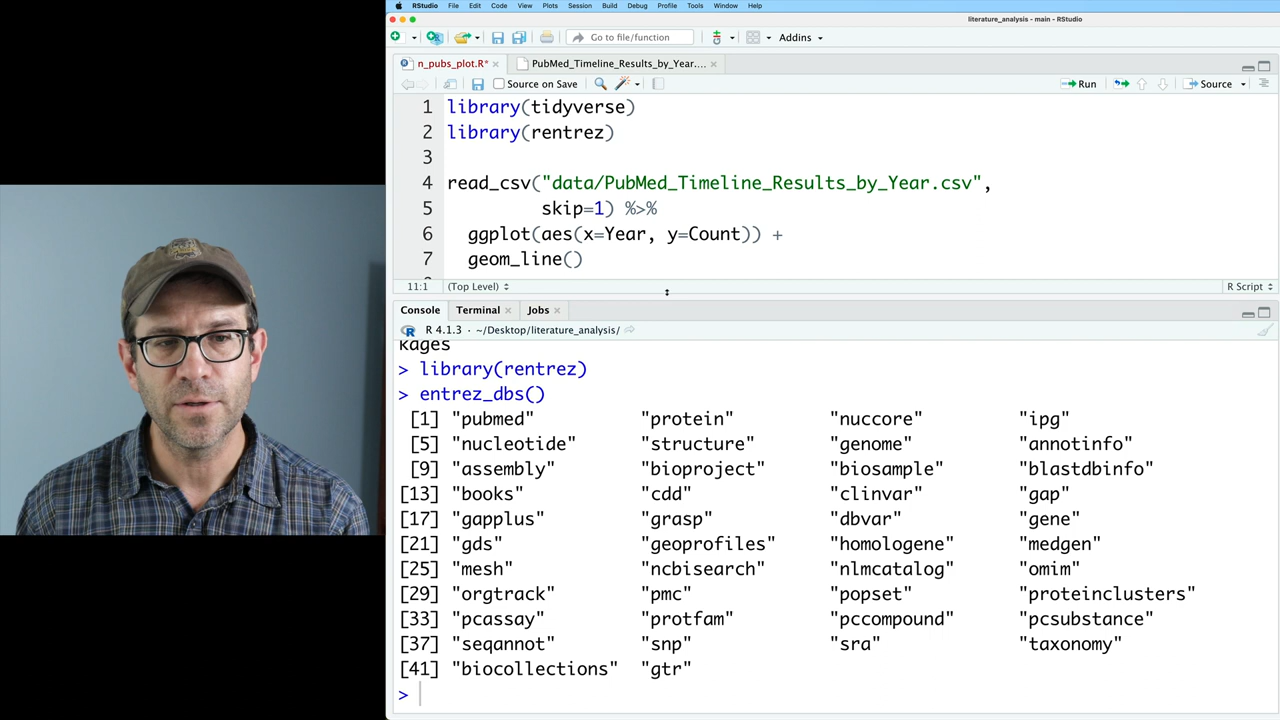 RStudio File Edit Code View Plots Session Build Debug Profile Tools Window Help
literature_analysis - main - RStudio
Go to file/function Addins
n_pubs_plot.R* PubMed_Timeline_Results_by_Year....
Source on Save Run Source
1 library(tidyverse)
2 library(rentrez)
3
4 read_csv("data/PubMed_Timeline_Results_by_Year.csv",
5 skip=1) %>%
6 ggplot(aes(x=Year, y=Count)) +
7 geom_line()
11:1 (Top Level) R Script
Console Terminal Jobs
R 4.1.3 · ~/Desktop/literature_analysis/
kages
> library(rentrez)
> entrez_dbs()
[1] "pubmed" "protein" "nuccore" "ipg"
[5] "nucleotide" "structure" "genome" "annotinfo"
[9] "assembly" "bioproject" "biosample" "blastdbinfo"
[13] "books" "cdd" "clinvar" "gap"
[17] "gapplus" "grasp" "dbvar" "gene"
[21] "gds" "geoprofiles" "homologene" "medgen"
[25] "mesh" "ncbisearch" "nlmcatalog" "omim"
[29] "orgtrack" "pmc" "popset" "proteinclusters"
[33] "pcassay" "protfam" "pccompound" "pcsubstance"
[37] "seqannot" "snp" "sra" "taxonomy"
[41] "biocollections" "gtr"
>